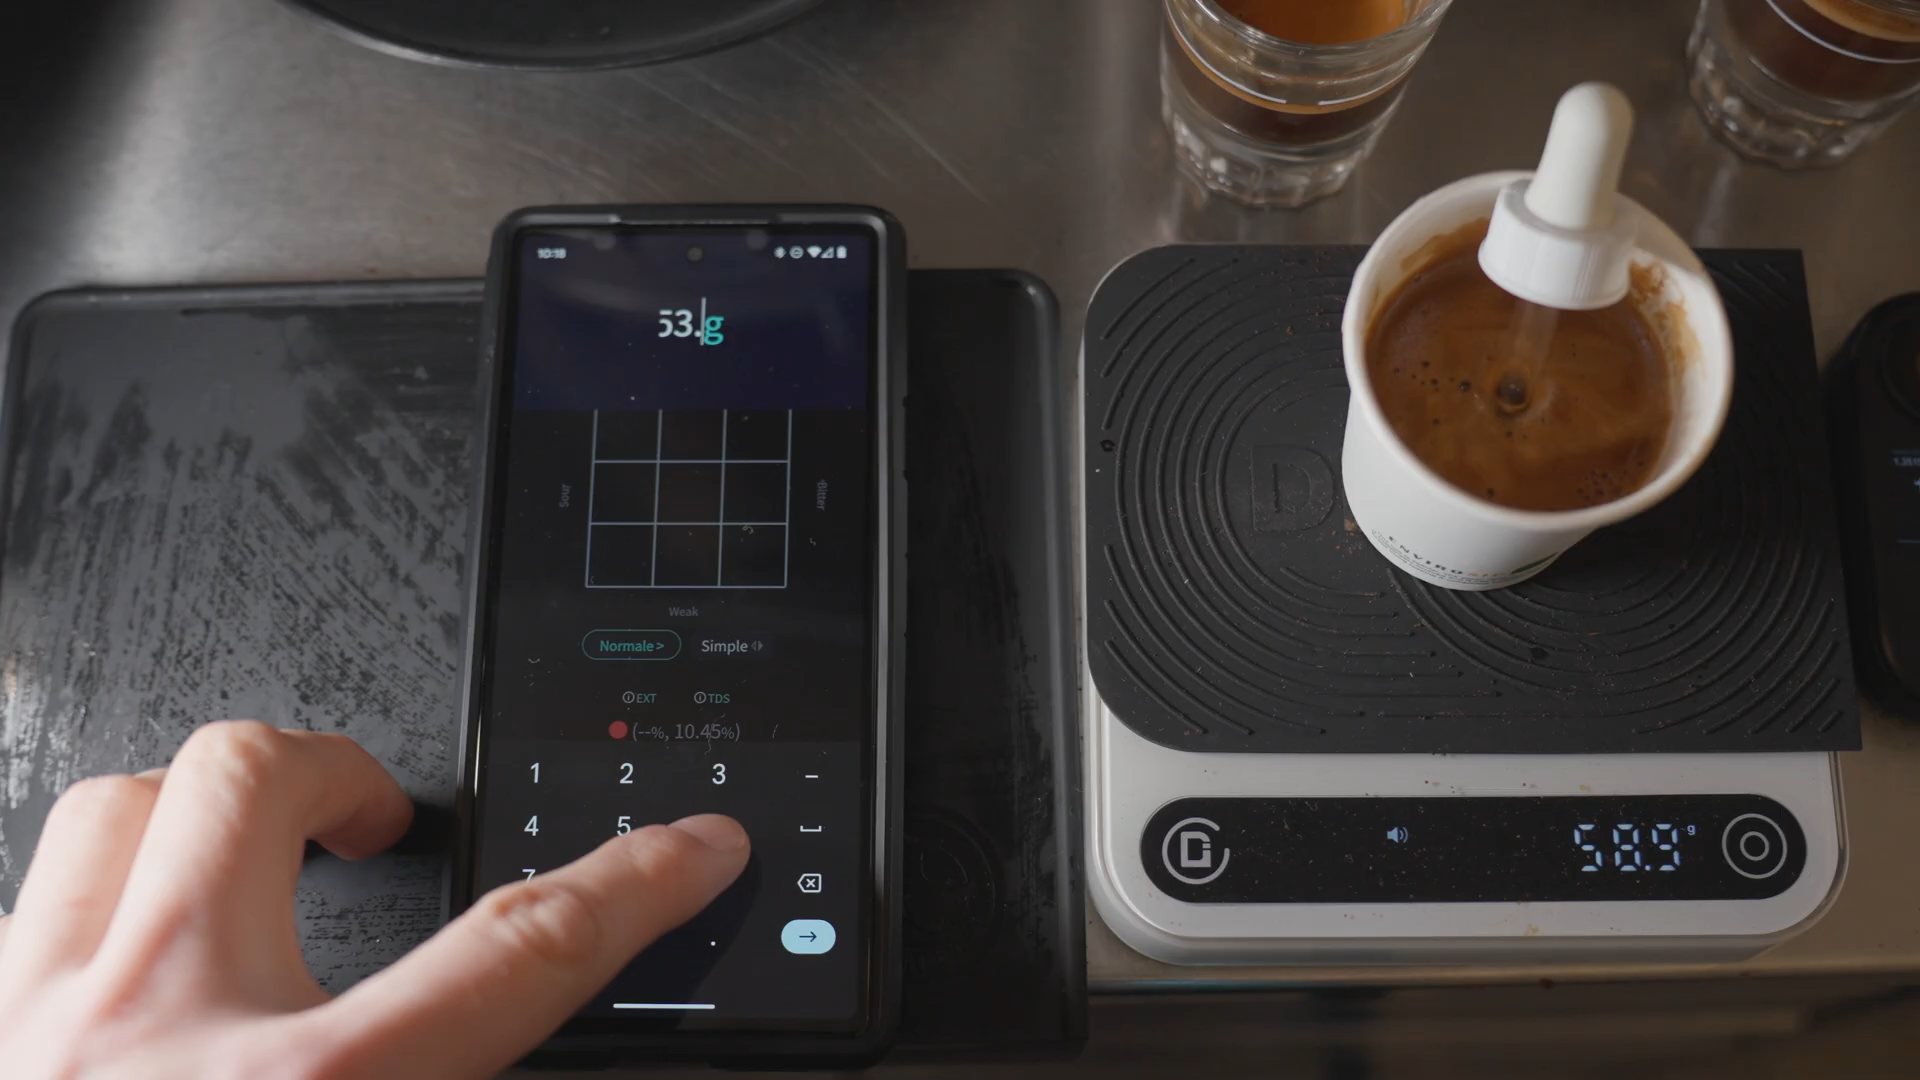 10:18
53.g
Sour
Bitter
Weak
Normale >
Simple
EXT
TDS
(--%, 10.45%)
1
2
3
–
4
5
7
.
58.9 g
D